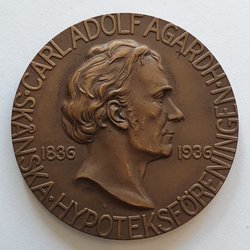 SKÅNSKA·HYPOTEKSFÖRENINGEN·CARL ADOLF AGARDH·
1836 1936